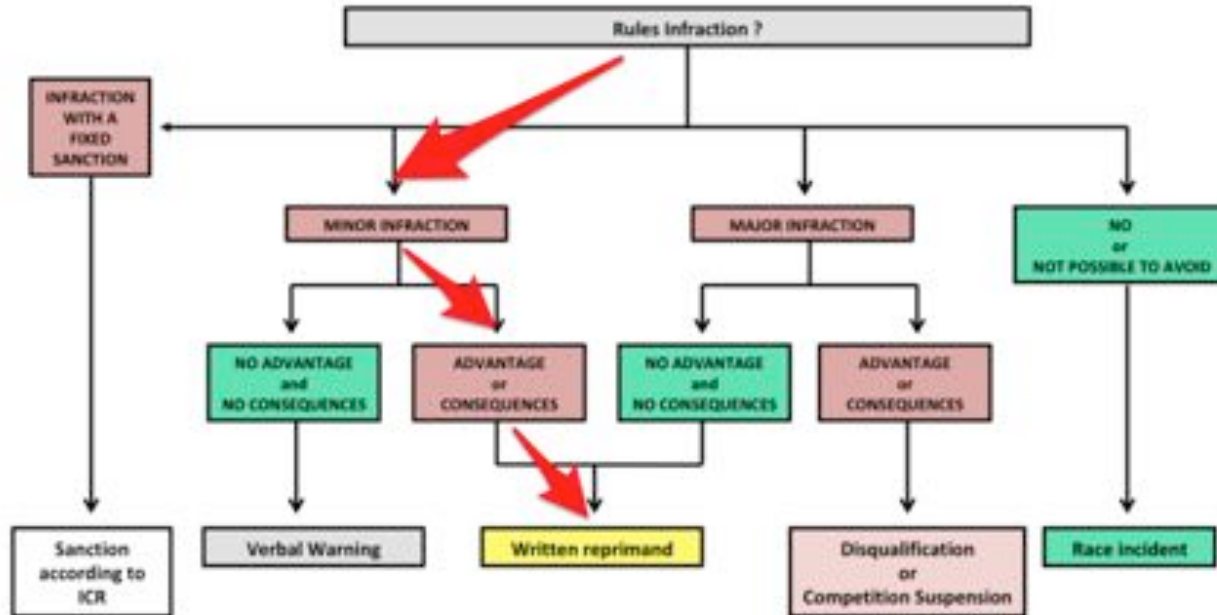 Rules Infraction ?
INFRACTION
WITH A
FIXED
SANCTION
MINOR INFRACTION
MAJOR INFRACTION
NO
or
NOT POSSIBLE TO AVOID
NO ADVANTAGE
and
NO CONSEQUENCES
ADVANTAGE
or
CONSEQUENCES
NO ADVANTAGE
and
NO CONSEQUENCES
ADVANTAGE
or
CONSEQUENCES
Sanction
according to
ICR
Verbal Warning
Written reprimand
Disqualification
or
Competition Suspension
Race incident